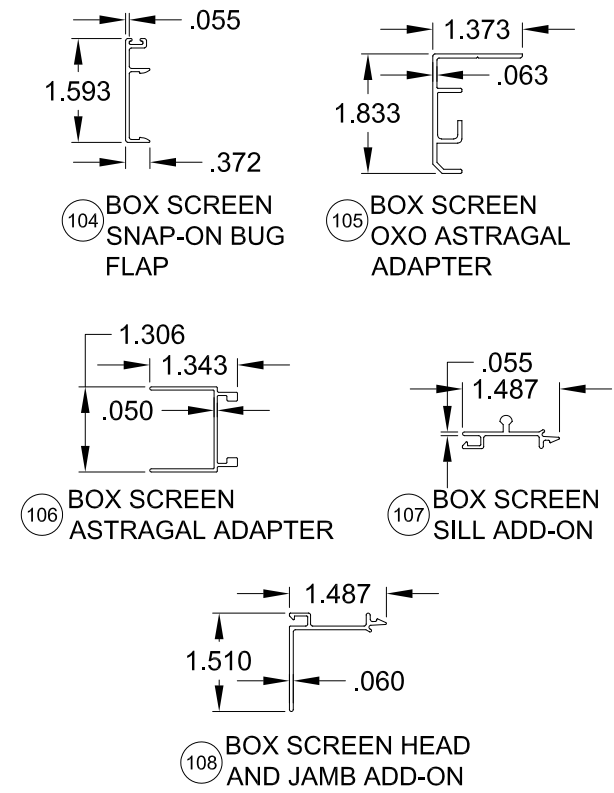 .055
1.593
.372
104
BOX SCREEN
SNAP-ON BUG
FLAP
1.373
.063
1.833
105
BOX SCREEN
OXO ASTRAGAL
ADAPTER
1.306
1.343
.050
106
BOX SCREEN
ASTRAGAL ADAPTER
.055
1.487
107
BOX SCREEN
SILL ADD-ON
1.487
1.510
.060
108
BOX SCREEN HEAD
AND JAMB ADD-ON